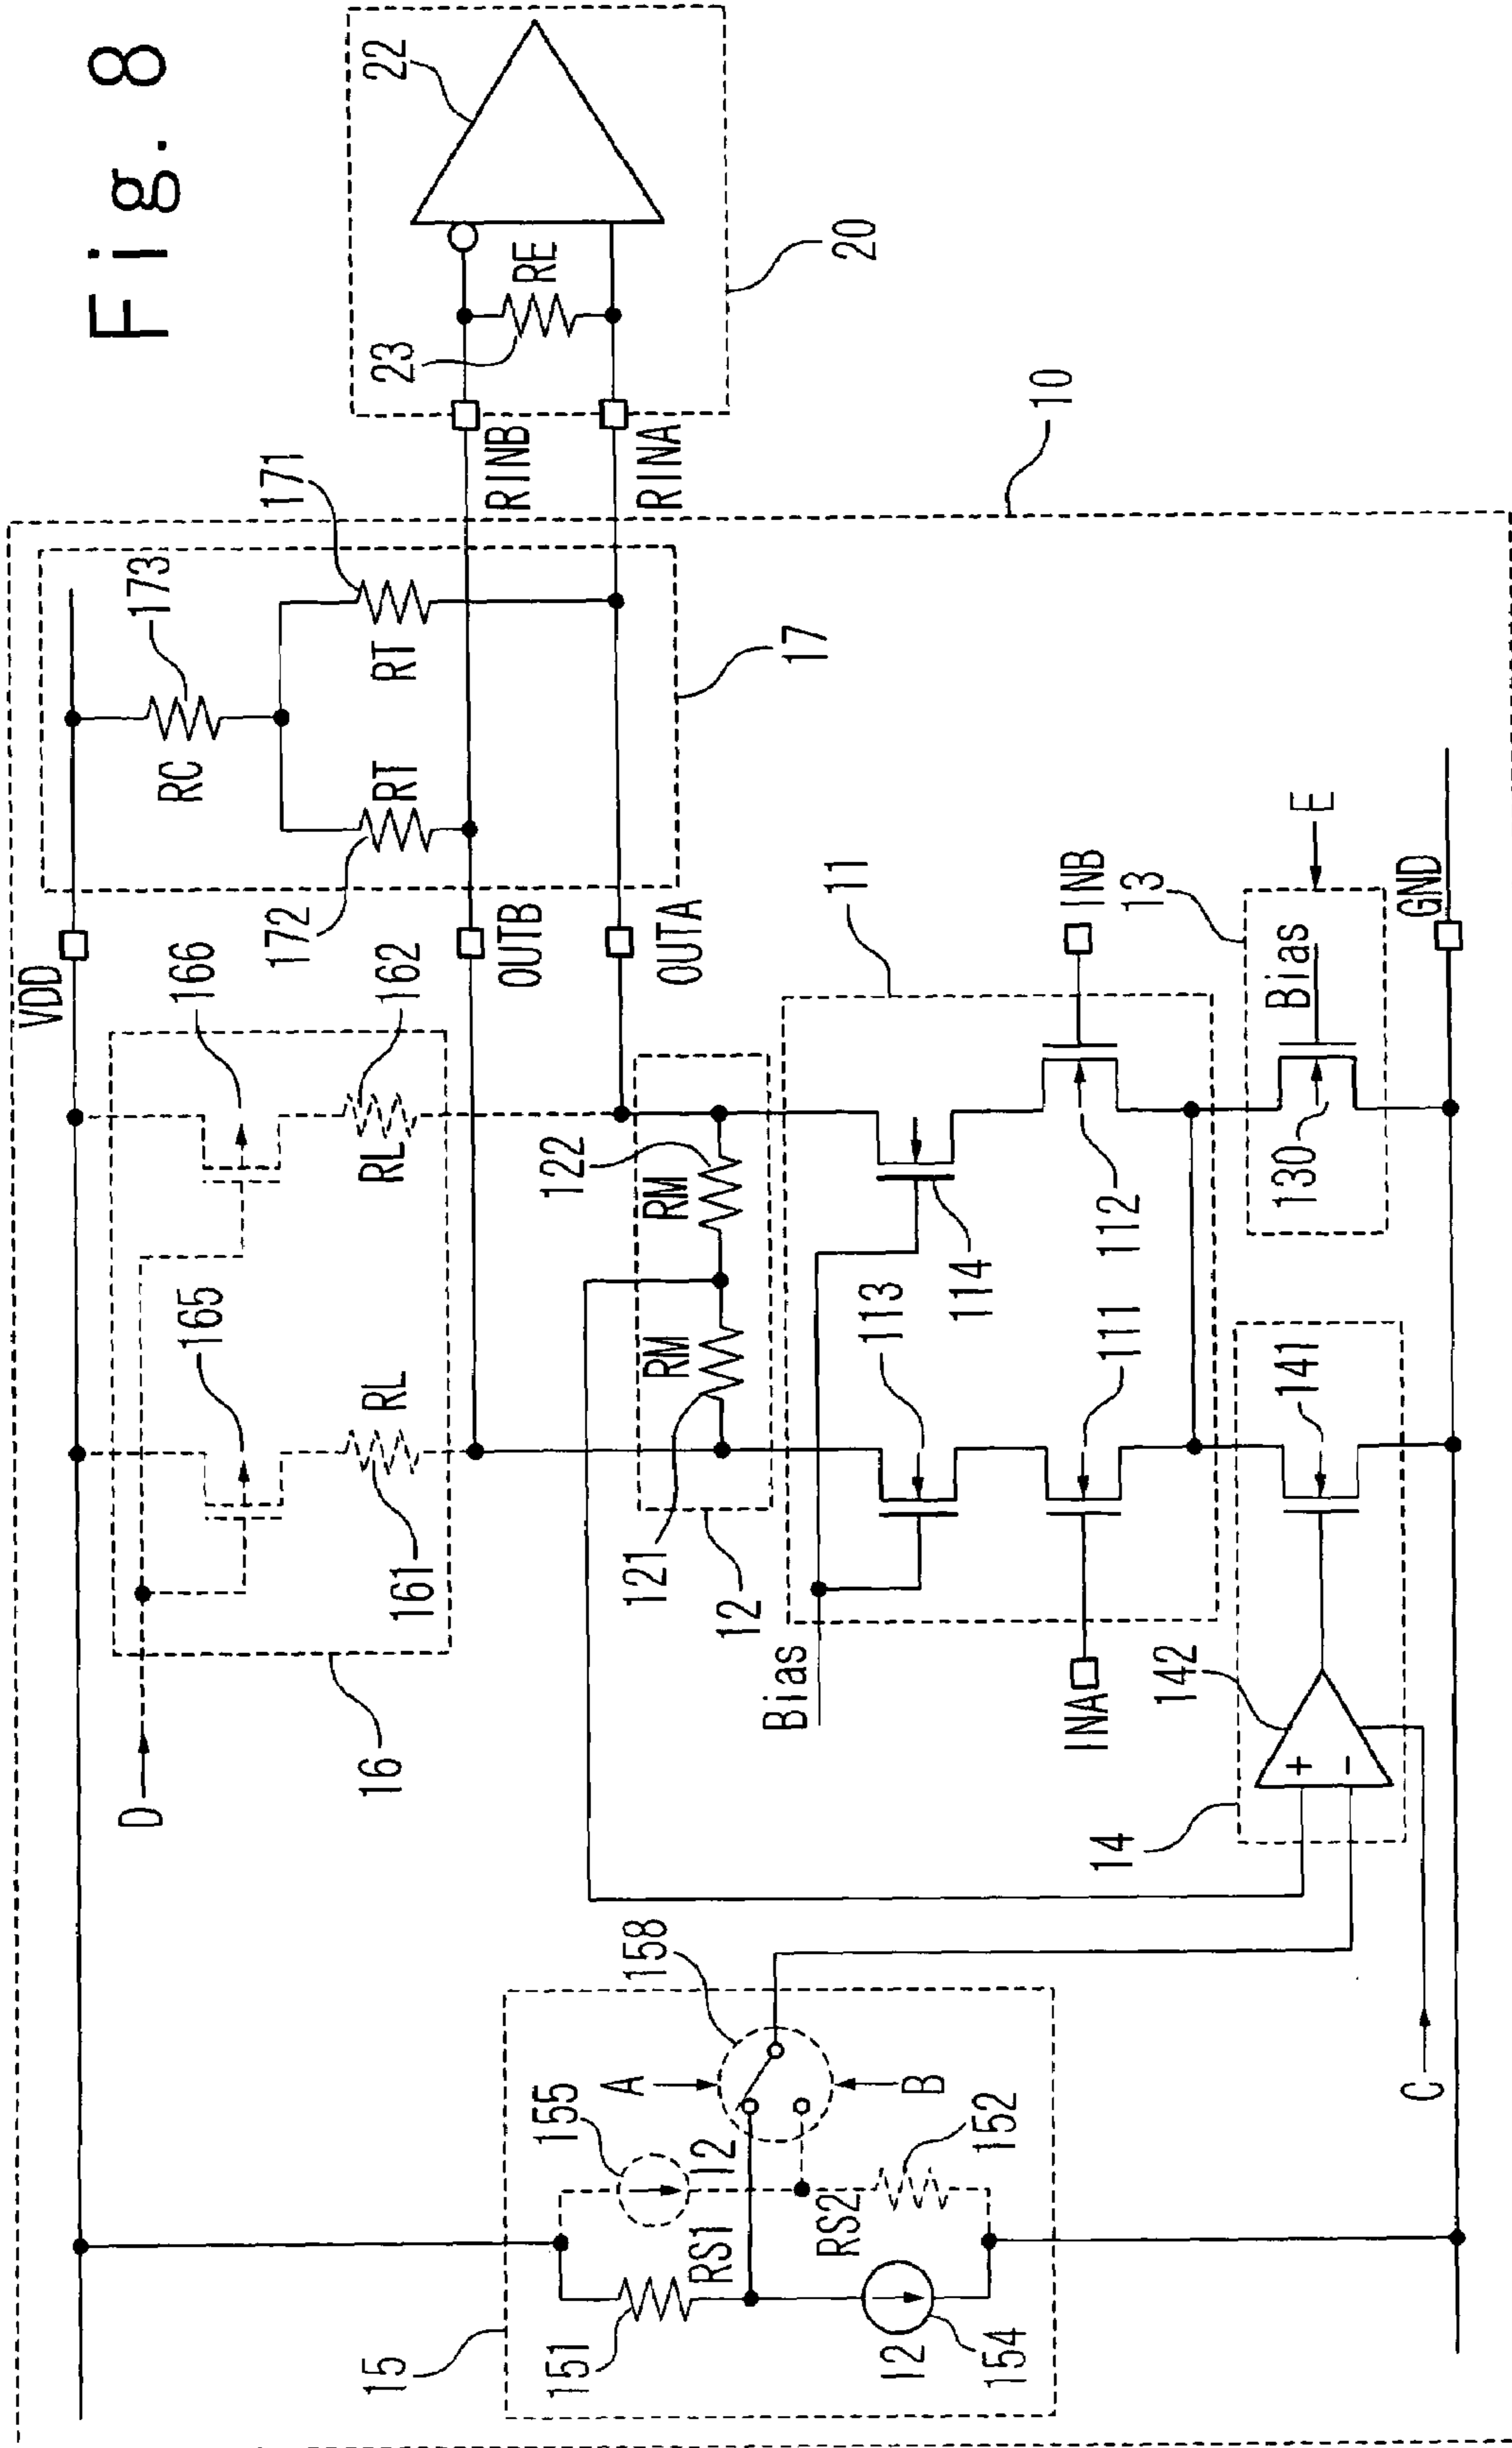 Fig. 8
VDD
D
16
165
166
RC
173
RL
161
RL
162
172
RT
RT
171
15
151
155
RS1
12
A
158
B
RS2
152
12
154
C
OUTB
OUTA
RINB
RINA
23
RE
22
20
17
10
121
RM
RM
122
12
Bias
113
114
11
INA
111
112
INB
14
142
+
-
141
130
Bias
13
E
GND